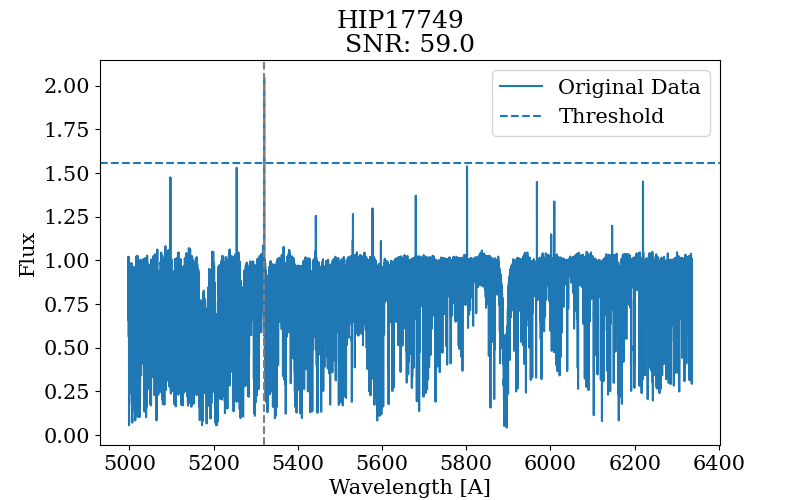 HIP17749
SNR: 59.0
Original Data
Threshold
2.00
1.75
1.50
1.25
1.00
0.75
0.50
0.25
0.00
Flux
5000 5200 5400 5600 5800 6000 6200 6400
Wavelength [A]